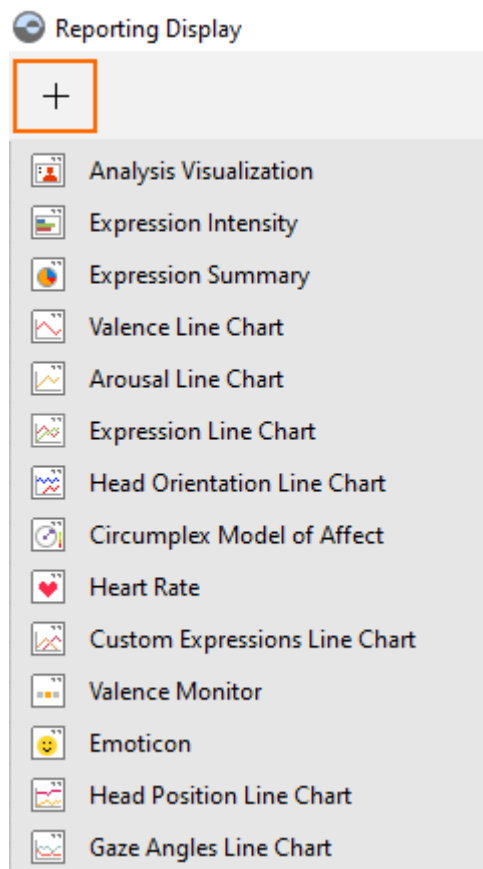 Reporting Display
+
Analysis Visualization
Expression Intensity
Expression Summary
Valence Line Chart
Arousal Line Chart
Expression Line Chart
Head Orientation Line Chart
Circumplex Model of Affect
Heart Rate
Custom Expressions Line Chart
Valence Monitor
Emoticon
Head Position Line Chart
Gaze Angles Line Chart